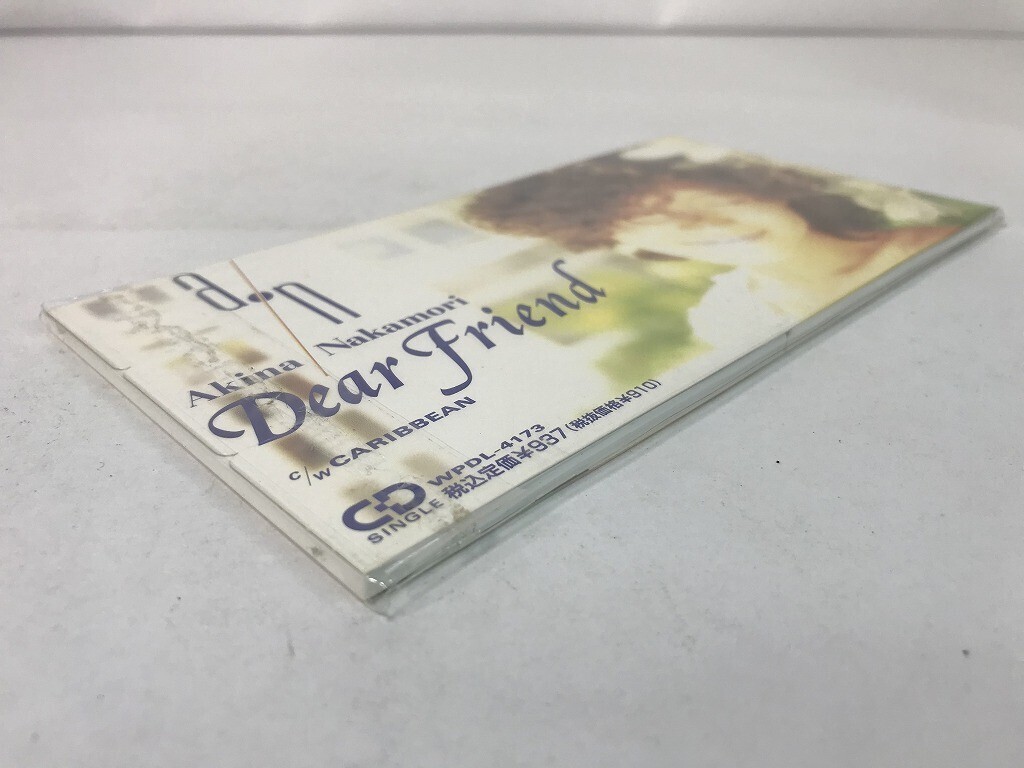 a•n
Akina Nakamori
Dear Friend
c/w CARIBBEAN
CD SINGLE
WPDL-4173
税込定価¥937(税抜価格¥910)